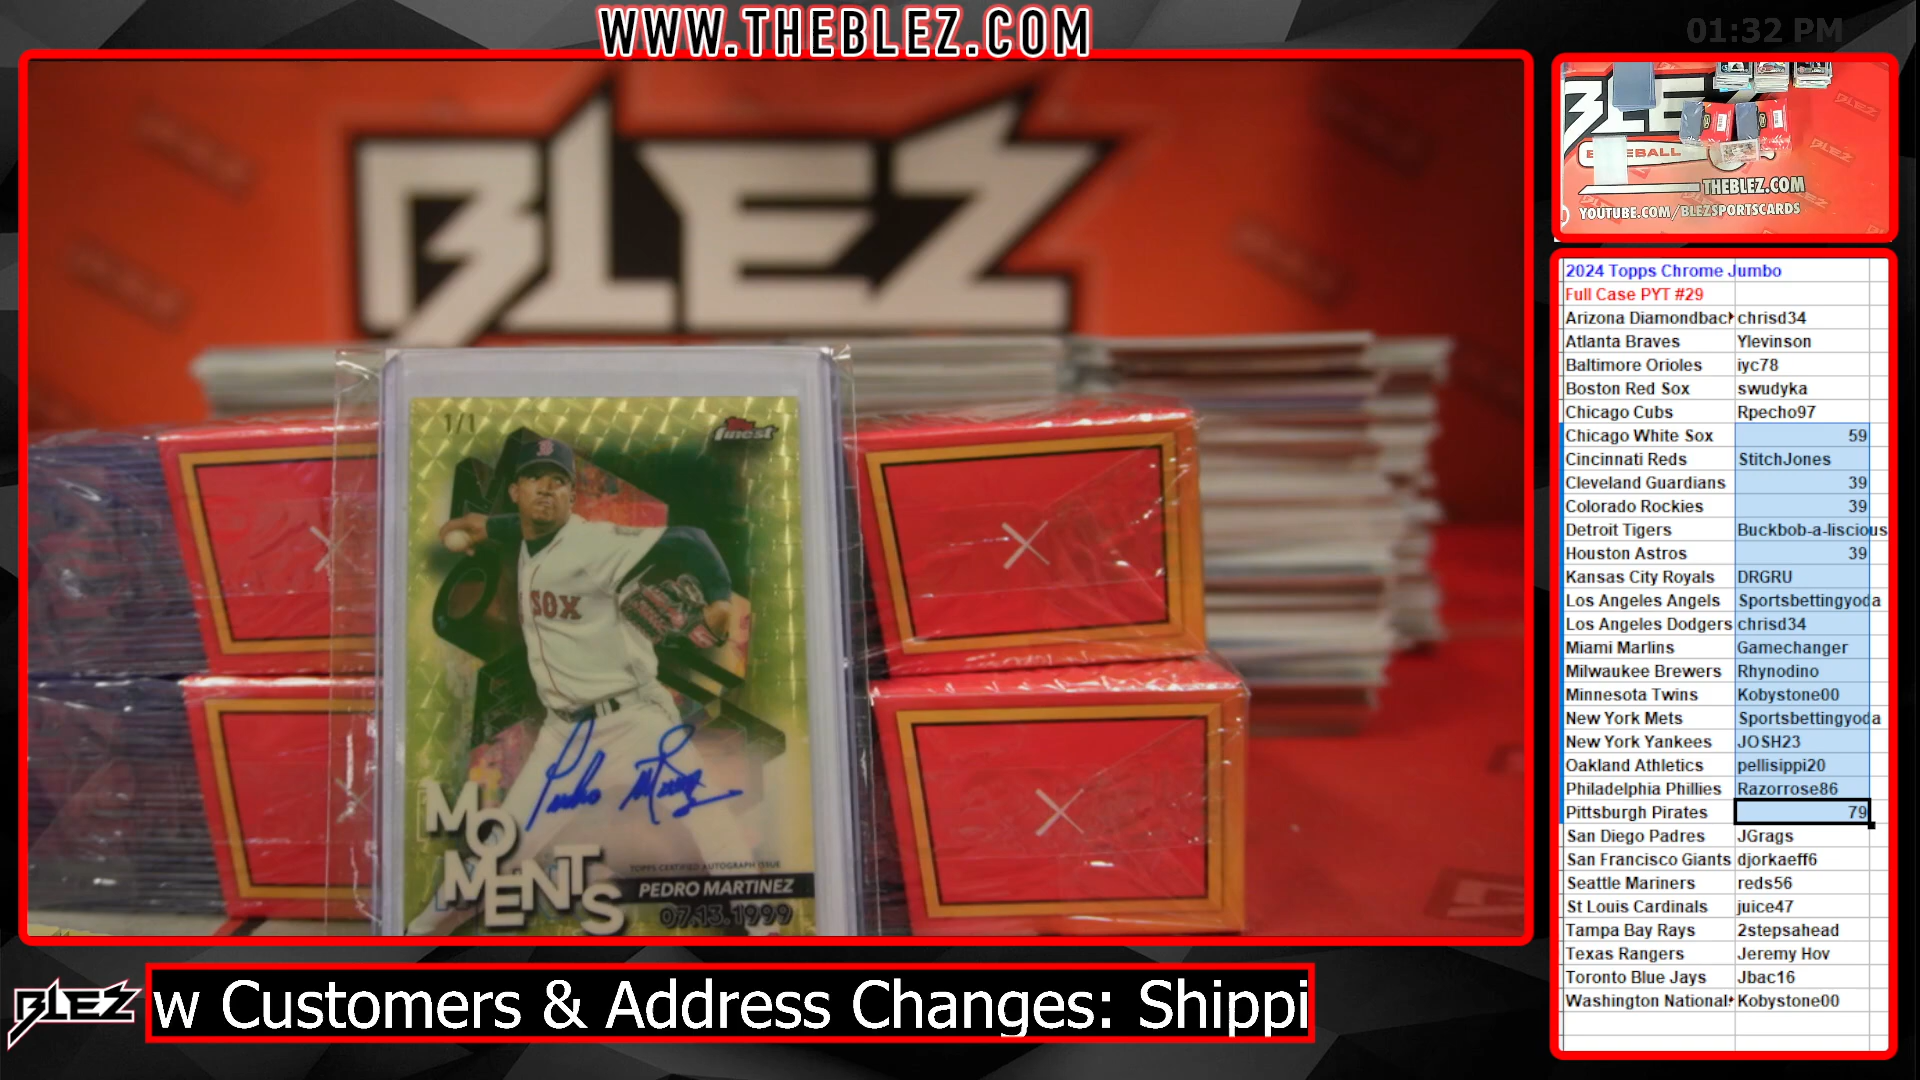 WWW.THEBLEZ.COM
01:32 PM
BLEZ
1/1
Topps finest
B
SOX
MOMENTS
TOPPS CERTIFIED AUTOGRAPH ISSUE
PEDRO MARTINEZ
07.13.1999
BLEZ
THEBLEZ.COM
YOUTUBE.COM/BLEZSPORTSCARDS
2024 Topps Chrome Jumbo
Full Case PYT #29
Arizona Diamondbac chrisd34
Atlanta Braves Ylevinson
Baltimore Orioles iyc78
Boston Red Sox swudyka
Chicago Cubs Rpecho97
Chicago White Sox 59
Cincinnati Reds StitchJones
Cleveland Guardians 39
Colorado Rockies 39
Detroit Tigers Buckbob-a-liscious
Houston Astros 39
Kansas City Royals DRGRU
Los Angeles Angels Sportsbettingyoda
Los Angeles Dodgers chrisd34
Miami Marlins Gamechanger
Milwaukee Brewers Rhynodino
Minnesota Twins Kobystone00
New York Mets Sportsbettingyoda
New York Yankees JOSH23
Oakland Athletics pellisippi20
Philadelphia Phillies Razorrose86
Pittsburgh Pirates 79
San Diego Padres JGrags
San Francisco Giants djorkaeff6
Seattle Mariners reds56
St Louis Cardinals juice47
Tampa Bay Rays 2stepsahead
Texas Rangers Jeremy Hov
Toronto Blue Jays Jbac16
Washington National Kobystone00
BLEZ
w Customers & Address Changes: Shippi